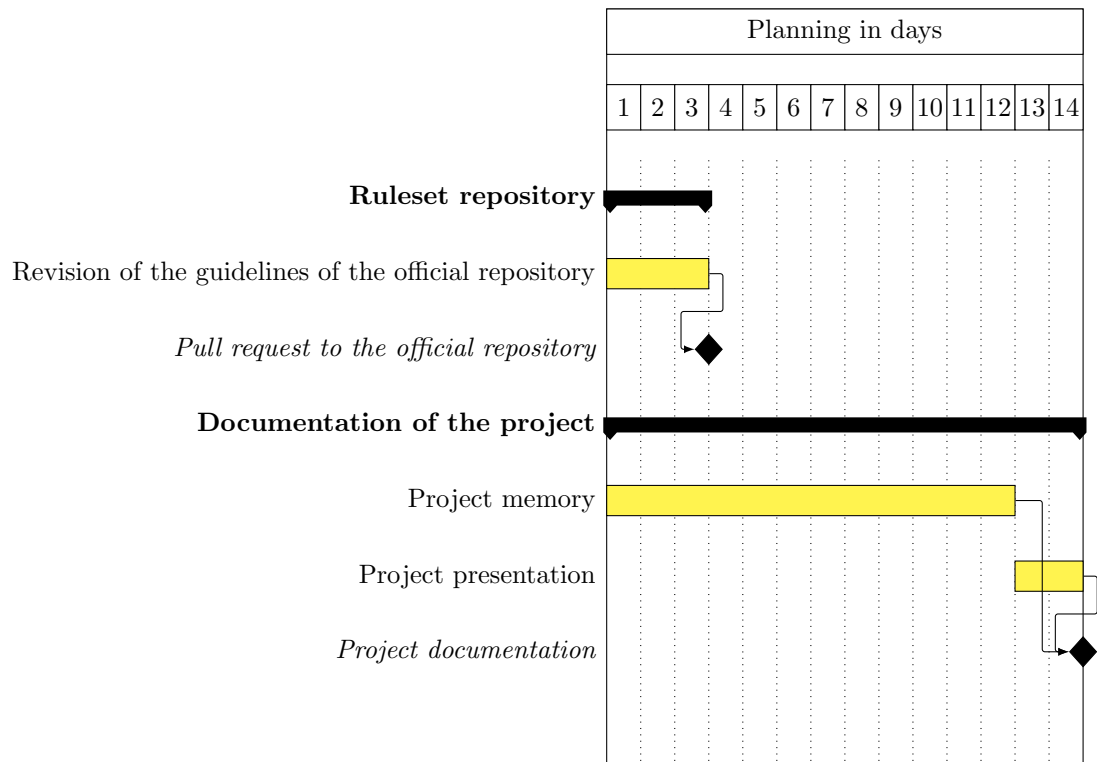 Planning in days
1 2 3 4 5 6 7 8 9 10 11 12 13 14
Ruleset repository
Revision of the guidelines of the official repository
Pull request to the official repository
Documentation of the project
Project memory
Project presentation
Project documentation